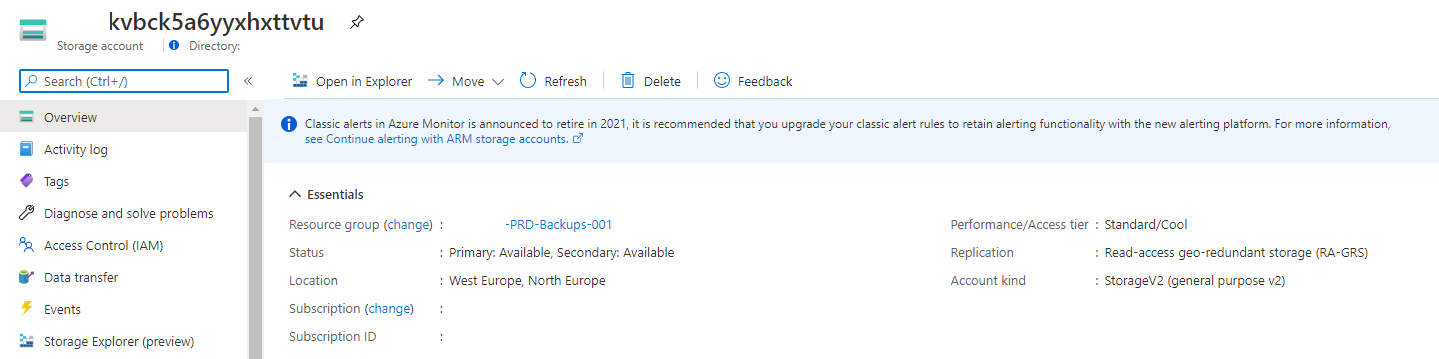 kvbck5a6yyxhxttvtu
Storage account Directory:
Search (Ctrl+/)
«
Open in Explorer Move Refresh Delete Feedback
Overview
Activity log
Tags
Diagnose and solve problems
Access Control (IAM)
Data transfer
Events
Storage Explorer (preview)
Classic alerts in Azure Monitor is announced to retire in 2021, it is recommended that you upgrade your classic alert rules to retain alerting functionality with the new alerting platform. For more information,
see Continue alerting with ARM storage accounts.
Essentials
Resource group (change) : -PRD-Backups-001
Status : Primary: Available, Secondary: Available
Location : West Europe, North Europe
Subscription (change) :
Subscription ID :
Performance/Access tier : Standard/Cool
Replication : Read-access geo-redundant storage (RA-GRS)
Account kind : StorageV2 (general purpose v2)